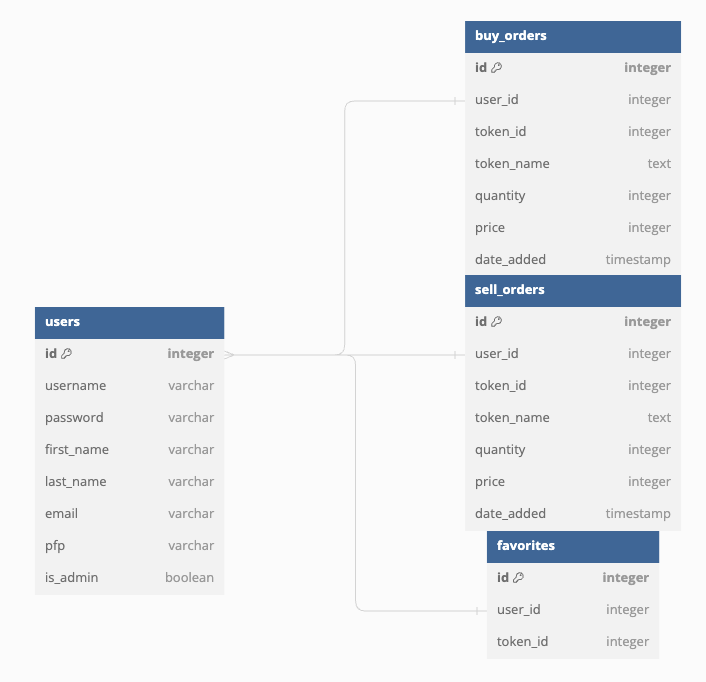 users
id integer
username varchar
password varchar
first_name varchar
last_name varchar
email varchar
pfp varchar
is_admin boolean
buy_orders
id integer
user_id integer
token_id integer
token_name text
quantity integer
price integer
date_added timestamp
sell_orders
id integer
user_id integer
token_id integer
token_name text
quantity integer
price integer
date_added timestamp
favorites
id integer
user_id integer
token_id integer